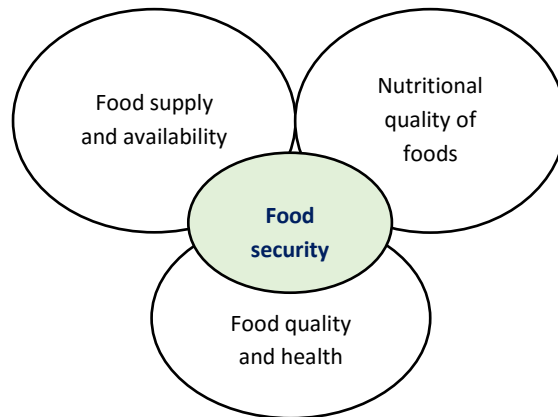 Food supply
and availability
Nutritional
quality of
foods
Food
security
Food quality
and health